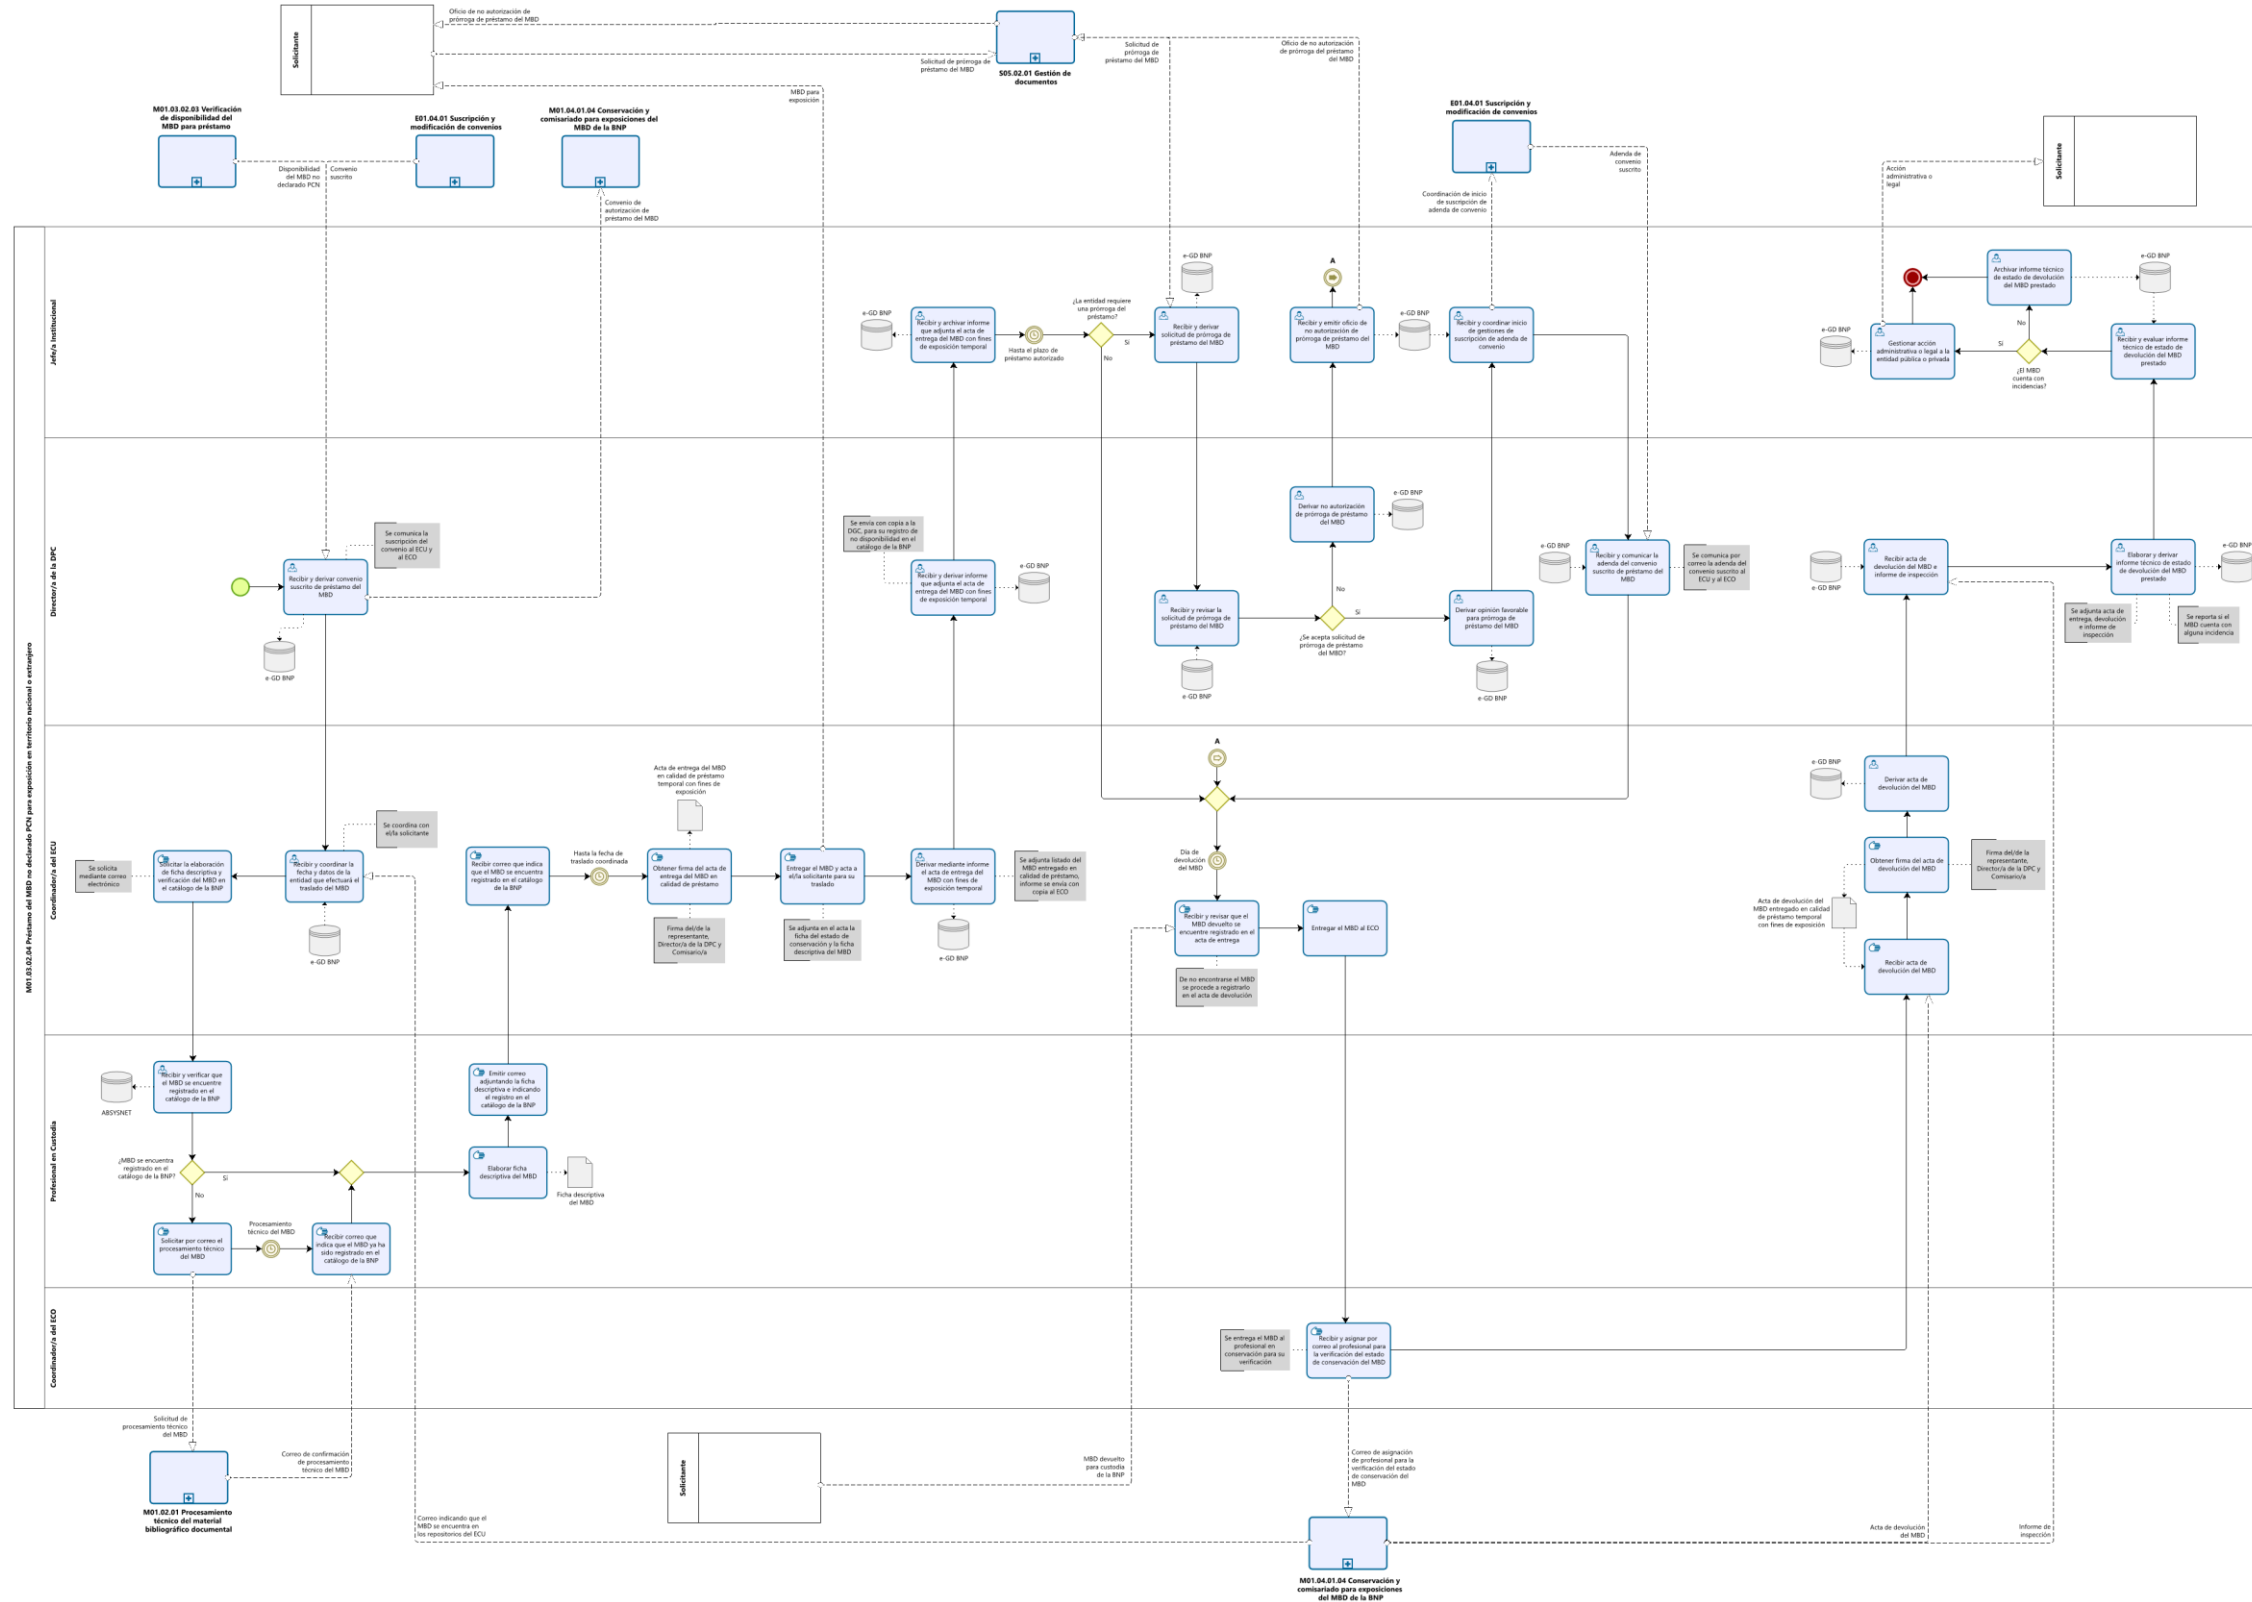 Oficio de no autorización de
prórroga de préstamo del MBD
Solicitante
Solicitud de prórroga de
préstamo del MBD
S05.02.01 Gestión de
documentos
Solicitud de
prórroga de
préstamo del MBD
Oficio de no autorización
de prórroga del préstamo
del MBD
MBD para
exposición
M01.03.02.03 Verificación
de disponibilidad del
MBD para préstamo
E01.04.01 Suscripción y
modificación de convenios
M01.04.01.04 Conservación y
comisariado para exposiciones del
MBD de la BNP
Disponibilidad
del MBD no
declarado PCN
Convenio
suscrito
Convenio de
autorización de
préstamo del MBD
E01.04.01 Suscripción y
modificación de convenios
Adenda de
convenio
suscrito
Coordinación de inicio
de suscripción de
adenda de convenio
Acción
administrativa o
legal
Solicitante
M01.03.02.04 Préstamo del MBD no declarado PCN para exposición en territorio nacional o extranjero
Jefe/a Institucional
e-GD BNP
Recibir y archivar informe
que adjunta el acta de
entrega del MBD con fines
de exposición temporal
Hasta el plazo de
préstamo autorizado
¿La entidad requiere
una prórroga del
préstamo?
Si
No
e-GD BNP
Recibir y derivar
solicitud de prórroga de
préstamo del MBD
A
Recibir y emitir oficio de
no autorización de
prórroga de préstamo del
MBD
e-GD BNP
Recibir y coordinar inicio
de gestiones de
suscripción de adenda de
convenio
e-GD BNP
Gestionar acción
administrativa o legal a la
entidad pública o privada
Archivar informe técnico
de estado de devolución
del MBD prestado
No
Si
¿El MBD
cuenta con
incidencias?
e-GD BNP
Recibir y evaluar informe
técnico de estado de
devolución del MBD
prestado
Director/a de la DPC
Recibir y derivar convenio
suscrito de préstamo del
MBD
Se comunica la
suscripción del
convenio al ECU y
al ECO
e-GD BNP
Se envía con copia a la
DGC, para su registro de
no disponibilidad en el
catálogo de la BNP
Recibir y derivar informe
que adjunta el acta de
entrega del MBD con fines
de exposición temporal
e-GD BNP
Recibir y revisar la
solicitud de prórroga de
préstamo del MBD
e-GD BNP
Derivar no autorización
de prórroga de préstamo
del MBD
e-GD BNP
No
Si
¿Se acepta solicitud de
prórroga de préstamo
del MBD?
Derivar opinión favorable
para prórroga de
préstamo del MBD
e-GD BNP
e-GD BNP
Recibir y comunicar la
adenda del convenio
suscrito de préstamo del
MBD
Se comunica por
correo la adenda del
convenio suscrito al
ECU y al ECO
e-GD BNP
Recibir acta de
devolución del MBD e
informe de inspección
Elaborar y derivar
informe técnico de estado
de devolución del MBD
prestado
e-GD BNP
Se adjunta acta de
entrega, devolución
e informe de
inspección
Se reporta si el
MBD cuenta con
alguna incidencia
Coordinador/a del ECU
Se solicita
mediante correo
electrónico
Solicitar la elaboración
de ficha descriptiva y
verificación del MBD en
el catálogo de la BNP
Recibir y coordinar la
fecha y datos de la
entidad que efectuará el
traslado del MBD
Se coordina con
el/la solicitante
e-GD BNP
Recibir correo que indica
que el MBD se encuentra
registrado en el catálogo
de la BNP
Hasta la fecha de
traslado coordinada
Acta de entrega del MBD
en calidad de préstamo
temporal con fines de
exposición
Obtener firma del acta de
entrega del MBD en
calidad de préstamo
Firma del/de la
representante,
Director/a de la DPC y
Comisario/a
Entregar el MBD y acta a
el/la solicitante para su
traslado
Se adjunta en el acta la
ficha del estado de
conservación y la ficha
descriptiva del MBD
Derivar mediante informe
el acta de entrega del
MBD con fines de
exposición temporal
Se adjunta listado del
MBD entregado en
calidad de préstamo,
informe se envía con
copia al ECO
e-GD BNP
A
Día de
devolución
del MBD
Recibir y revisar que el
MBD devuelto se
encuentre registrado en el
acta de entrega
De no encontrarse el MBD
se procede a registrarlo
en el acta de devolución
Entregar el MBD al ECO
e-GD BNP
Derivar acta de
devolución del MBD
Obtener firma del acta de
devolución del MBD
Firma del/de la
representante,
Director/a de la DPC y
Comisario/a
Acta de devolución del
MBD entregado en calidad
de préstamo temporal
con fines de exposición
Recibir acta de
devolución del MBD
Profesional en Custodia
ABSYSNET
Recibir y verificar que
el MBD se encuentre
registrado en el
catálogo de la BNP
¿MBD se encuentra
registrado en el
catálogo de la BNP?
Si
No
Solicitar por correo el
procesamiento técnico
del MBD
Procesamiento
técnico del MBD
Recibir correo que
indica que el MBD ya ha
sido registrado en el
catálogo de la BNP
Emitir correo
adjuntando la ficha
descriptiva e indicando
el registro en el
catálogo de la BNP
Elaborar ficha
descriptiva del MBD
Ficha descriptiva
del MBD
Coordinador/a del ECO
Se entrega el MBD al
profesional en
conservación para su
verificación
Recibir y asignar por
correo al profesional para
la verificación del estado
de conservación del MBD
Solicitud de
procesamiento técnico
del MBD
Correo de confirmación
de procesamiento
técnico del MBD
M01.02.01 Procesamiento
técnico del material
bibliográfico documental
Correo indicando que el
MBD se encuentra en
los repositorios del ECU
Solicitante
MBD devuelto
para custodia
de la BNP
Correo de asignación
de profesional para la
verificación del estado
de conservación del
MBD
M01.04.01.04 Conservación y
comisariado para exposiciones
del MBD de la BNP
Acta de devolución
del MBD
Informe de
inspección